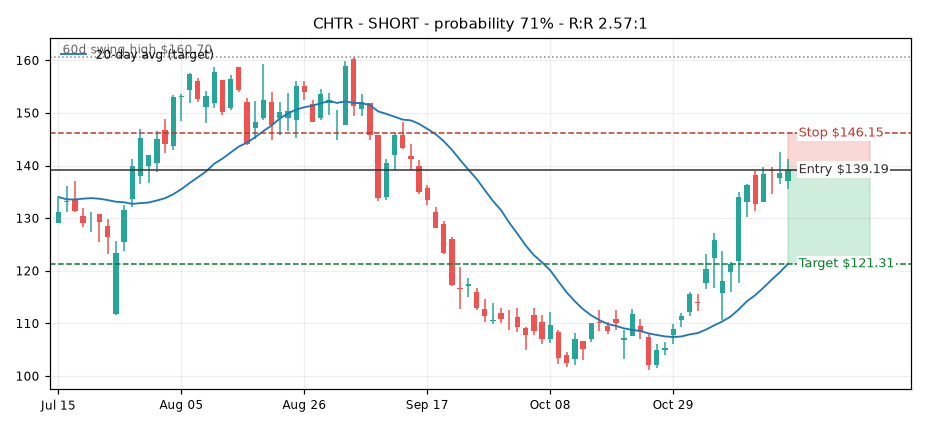 CHTR - SHORT - probability 71% - R:R 2.57:1
60d swing high $160.70
20-day avg (target)
160
150
140
130
120
110
100
Stop $146.15
Entry $139.19
Target $121.31
Jul 15
Aug 05
Aug 26
Sep 17
Oct 08
Oct 29